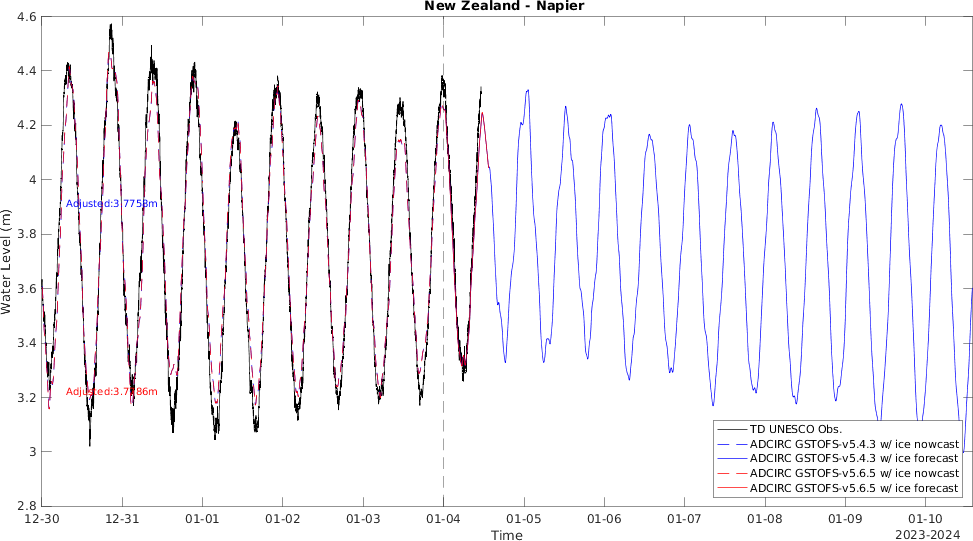 New Zealand - Napier
4.6
4.4
4.2
4
3.8
3.6
3.4
3.2
3
2.8
Water Level (m)
12-30
12-31
01-01
01-02
01-03
01-04
01-05
01-06
01-07
01-08
01-09
01-10
Time
2023-2024
TD UNESCO Obs.
ADCIRC GSTOFS-v5.4.3 w/ ice nowcast
ADCIRC GSTOFS-v5.4.3 w/ ice forecast
ADCIRC GSTOFS-v5.6.5 w/ ice nowcast
ADCIRC GSTOFS-v5.6.5 w/ ice forecast